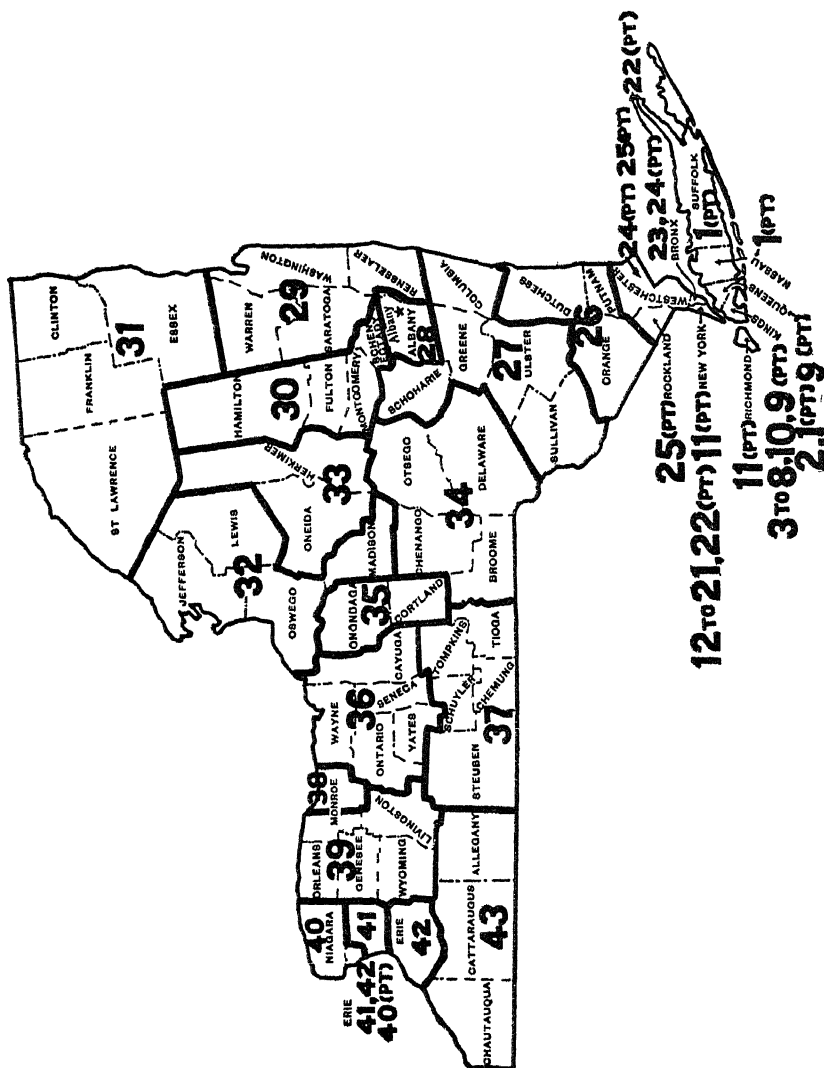 CLINTON
FRANKLIN
31
ESSEX
ST LAWRENCE
WARREN
WASHINGTON
29
SARATOGA
HAMILTON
30
FULTON
MONTGOMERY
SCHENECTADY
Albany
ALBANY
28
RENSSELAER
SCHOHARIE
HERKIMER
33
ONEIDA
JEFFERSON
LEWIS
32
OSWEGO
MADISON
OTSEGO
34
CHENANGO
DELAWARE
BROOME
COLUMBIA
GREENE
27
ULSTER
SULLIVAN
DUTCHESS
26
PUTNAM
ORANGE
ONONDAGA
35
CORTLAND
CAYUGA
WAYNE
36
SENECA
ONTARIO
YATES
TOMPKINS
SCHUYLER
TIOGA
CHEMUNG
37
STEUBEN
38
MONROE
LIVINGSTON
ORLEANS
39
GENESEE
WYOMING
40
NIAGARA
41
ERIE
42
ERIE
41,42
40(PT)
ALLEGANY
CATTARAUGUS
43
CHAUTAUQUA
24(PT) 25(PT) 22(PT)
23,24(PT)
BRONX
SUFFOLK
1(PT)
1(PT)
WESTCHESTER
NASSAU
QUEENS
KINGS
25(PT)ROCKLAND
12 TO 21,22(PT) 11(PT)NEW YORK
11(PT)RICHMOND
3 TO 8,10,9(PT)
2,1(PT) 9(PT)